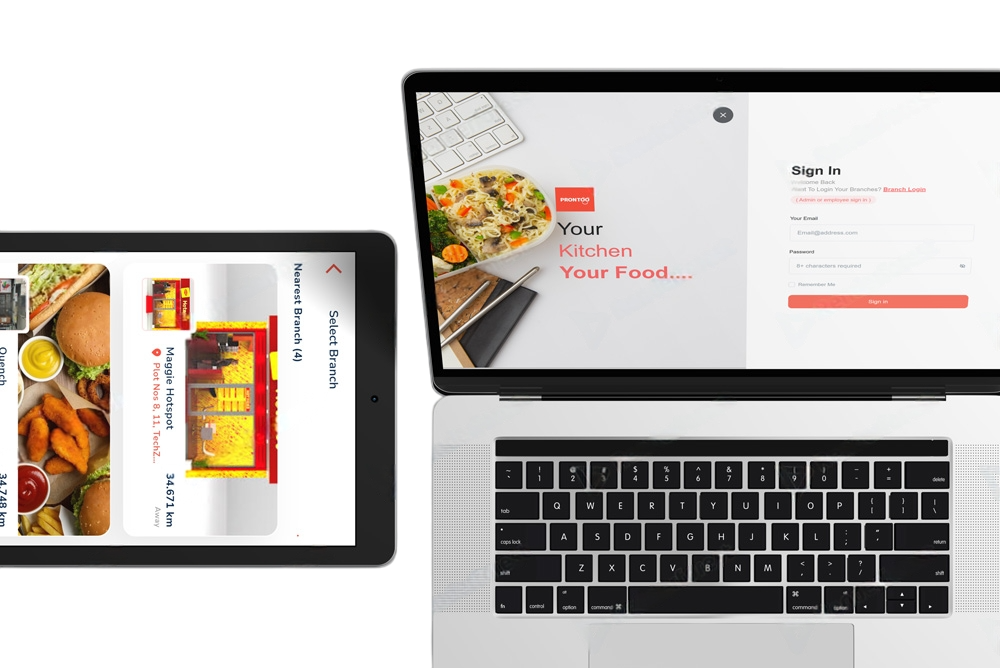 Select Branch
Nearest Branch (4)
Maggie Hotspot
Plot Nos 8, 11, TechZ...
34.671 km
Away
Quench
34.748 km
PRONTOO
Your
Kitchen
Your Food....
Sign In
Welcome Back
Want To Login Your Branches? Branch Login
( Admin or employee sign in )
Your Email
Email@address.com
Password
8+ characters required
Remember Me
Sign in
~ ! @ # $ % ^ & * ( ) _ +
` 1 2 3 4 5 6 7 8 9 0 - = delete
tab Q W E R T Y U I O P { [ } ] | \
caps lock A S D F G H J K L : ; " ' return
shift Z X C V B N M < , > . ? / shift
fn control option command ⌘ ⌘ command option